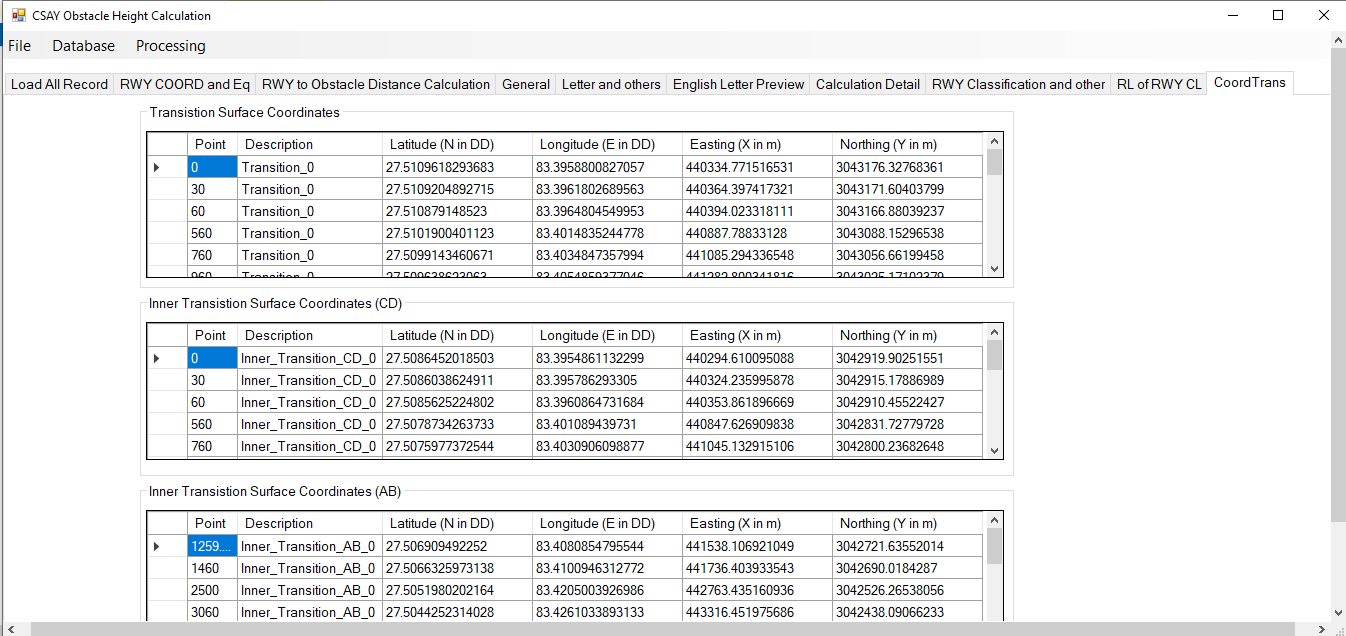 CSAY Obstacle Height Calculation
File Database Processing
Load All Record RWY COORD and Eq RWY to Obstacle Distance Calculation General Letter and others English Letter Preview Calculation Detail RWY Classification and other RL of RWY CL CoordTrans
Transistion Surface Coordinates
Point Description Latitude (N in DD) Longitude (E in DD) Easting (X in m) Northing (Y in m)
0 Transition_0 27.5109618293683 83.3958800827057 440334.771516531 3043176.32768361
30 Transition_0 27.5109204892715 83.3961802689563 440364.397417321 3043171.60403799
60 Transition_0 27.510879148523 83.3964804549953 440394.023318111 3043166.88039237
560 Transition_0 27.5101900401123 83.4014835244778 440887.78833128 3043088.15296538
760 Transition_0 27.5099143460671 83.4034847357994 441085.294336548 3043056.66199458
960 Transition_0 27.509638623063 83.4054859377046 441282.800341816 3043025.17102379
Inner Transistion Surface Coordinates (CD)
Point Description Latitude (N in DD) Longitude (E in DD) Easting (X in m) Northing (Y in m)
0 Inner_Transition_CD_0 27.5086452018503 83.3954861132299 440294.610095088 3042919.90251551
30 Inner_Transition_CD_0 27.5086038624911 83.395786293305 440324.235995878 3042915.17886989
60 Inner_Transition_CD_0 27.5085625224802 83.3960864731684 440353.861896669 3042910.45522427
560 Inner_Transition_CD_0 27.5078734263733 83.401089439731 440847.626909838 3042831.72779728
760 Inner_Transition_CD_0 27.5075977372544 83.4030906098877 441045.132915106 3042800.23682648
Inner Transistion Surface Coordinates (AB)
Point Description Latitude (N in DD) Longitude (E in DD) Easting (X in m) Northing (Y in m)
1259.... Inner_Transition_AB_0 27.506909492252 83.4080854795544 441538.106921049 3042721.63552014
1460 Inner_Transition_AB_0 27.5066325973138 83.4100946312772 441736.403933543 3042690.0184287
2500 Inner_Transition_AB_0 27.5051980202164 83.4205003926986 442763.435160936 3042526.26538056
3060 Inner_Transition_AB_0 27.5044252314028 83.4261033893133 443316.451975686 3042438.09066233